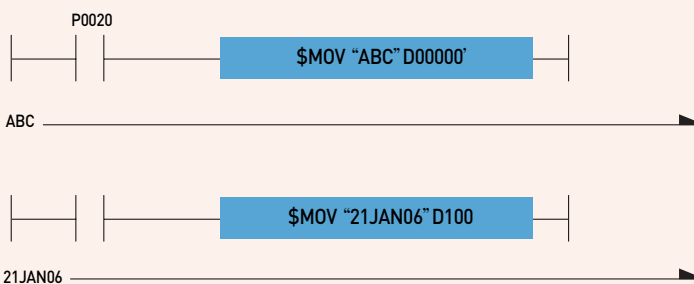 P0020
$MOV “ABC” D00000’
ABC
$MOV “21JAN06” D100
21JAN06